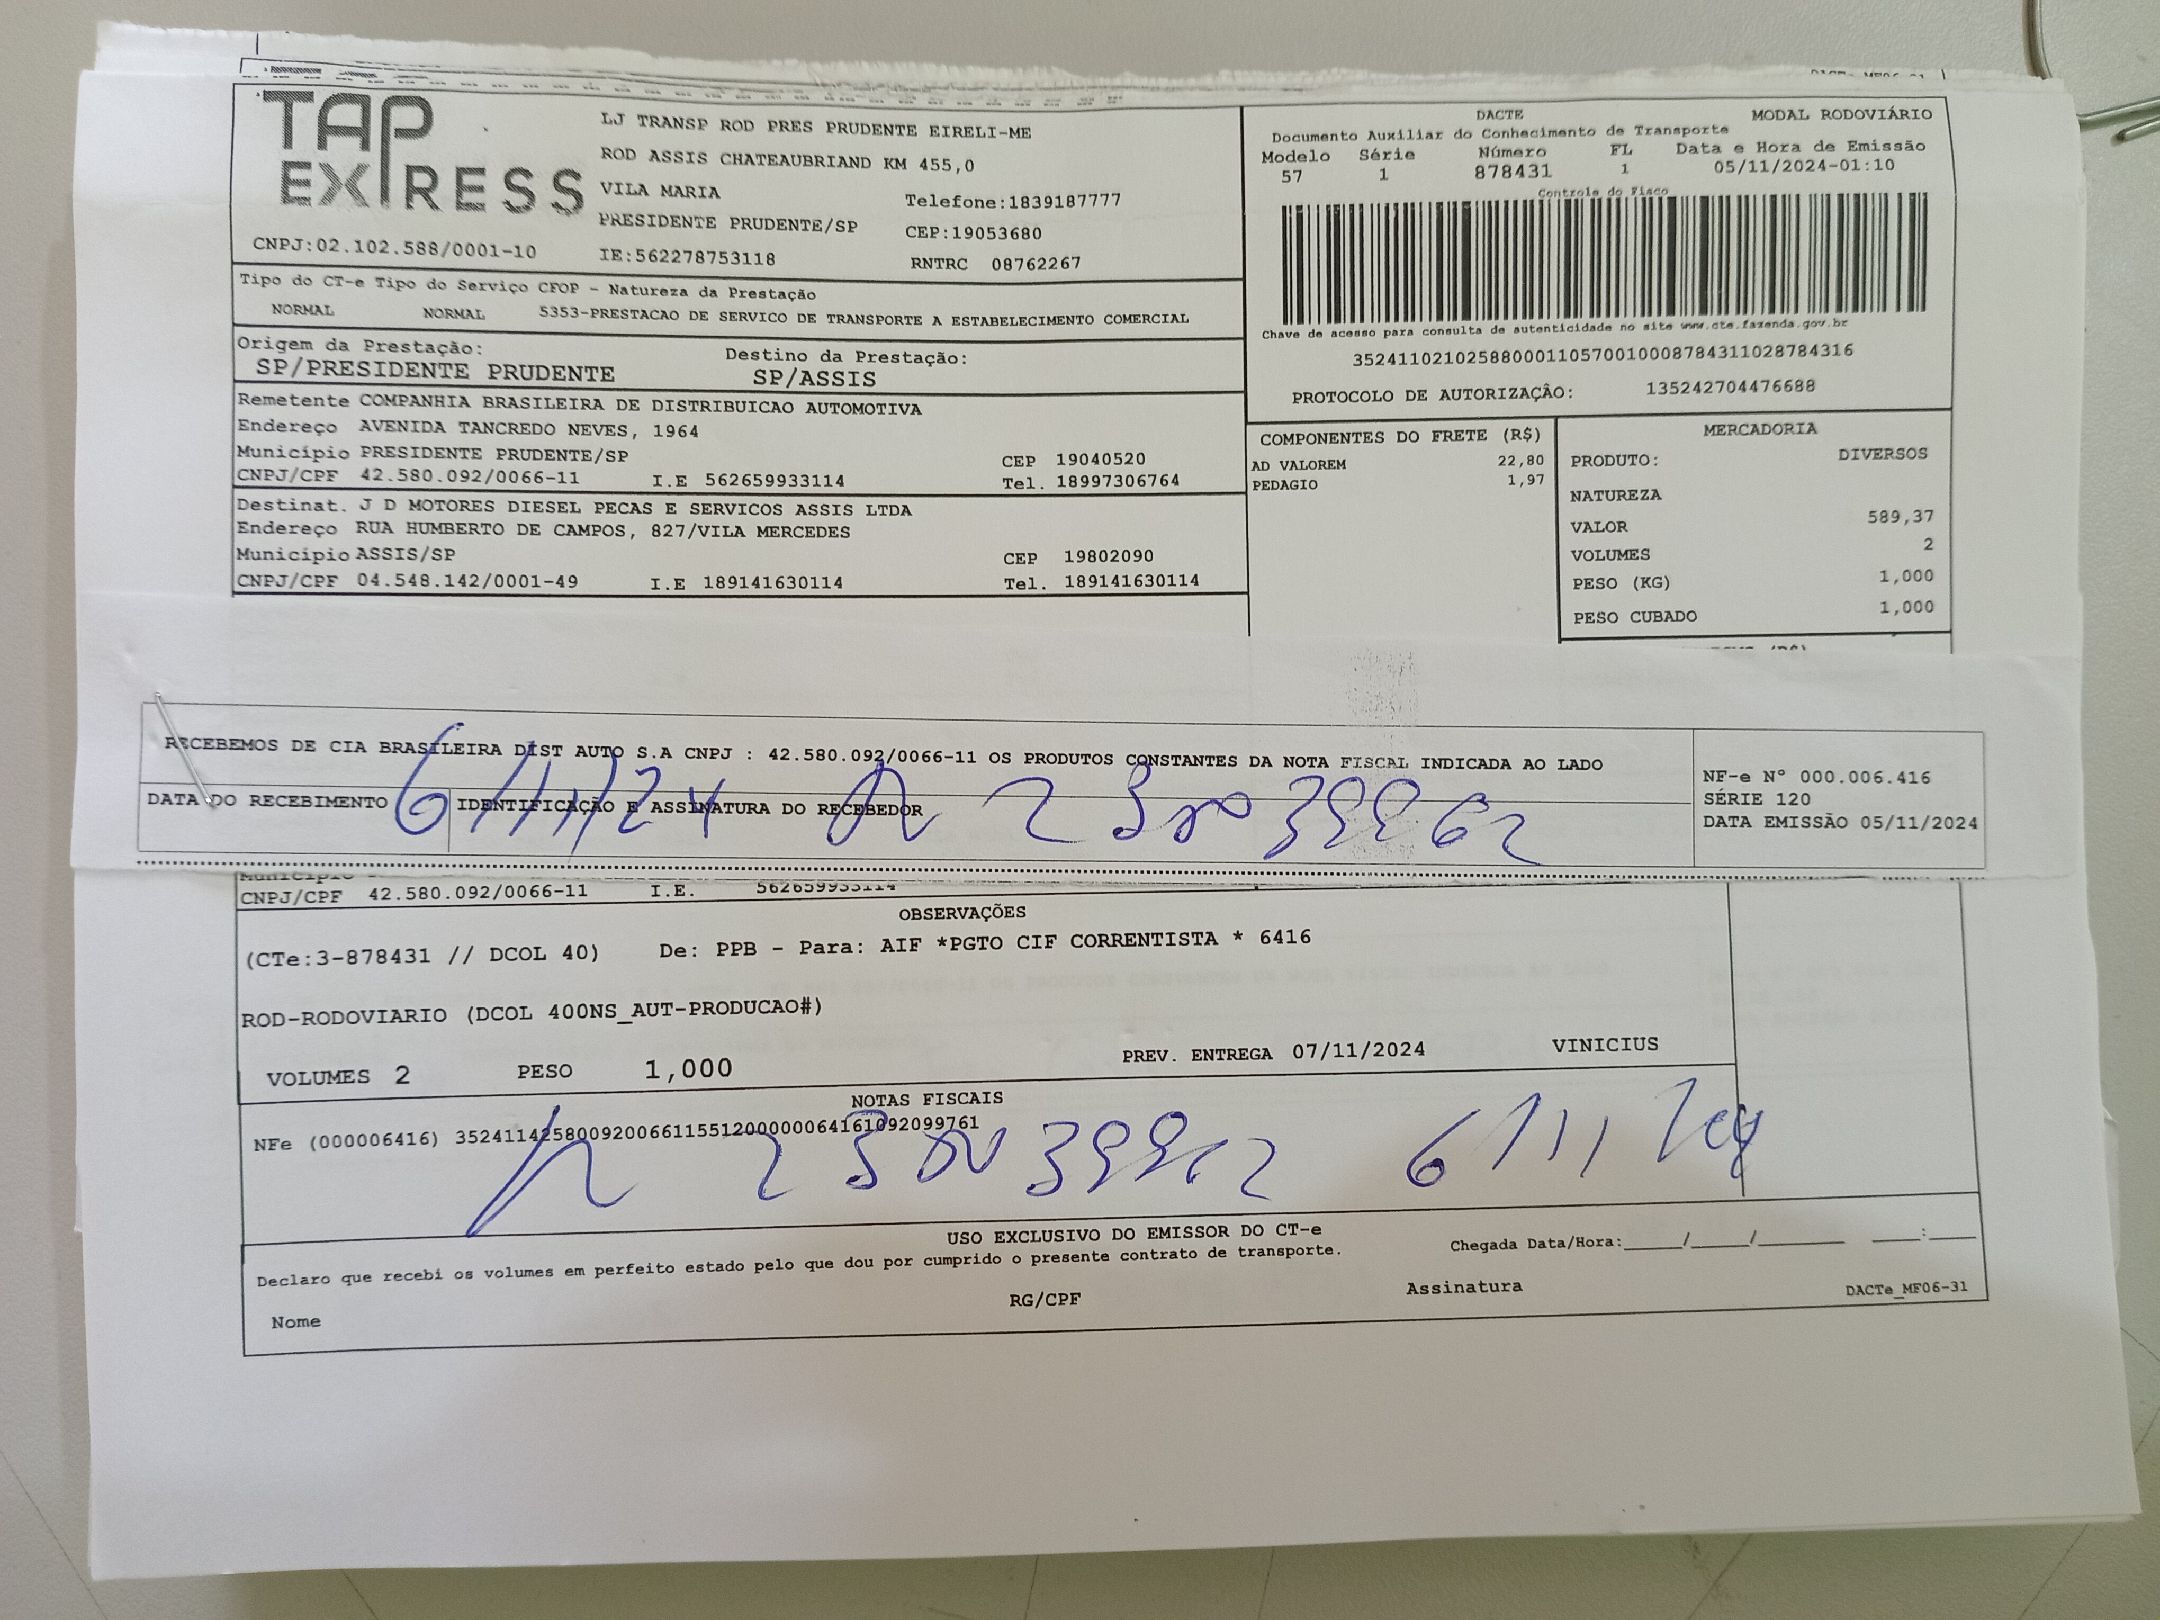 TAP
EXPRESS
CNPJ:02.102.588/0001-10
LJ TRANSP ROD PRES PRUDENTE EIRELI-ME
ROD ASSIS CHATEAUBRIAND KM 455,0
VILA MARIA Telefone:1839187777
PRESIDENTE PRUDENTE/SP CEP:19053680
IE:562278753118 RNTRC 08762267
DACTE MODAL RODOVIÁRIO
Documento Auxiliar do Conhecimento de Transporte
Modelo Série Número FL Data e Hora de Emissão
57 1 878431 1 05/11/2024-01:10
Controle do Fisco
Chave de acesso para consulta de autenticidade no site www.cte.fazenda.gov.br
35241102102588000110570010008784311028784316
PROTOCOLO DE AUTORIZAÇÃO: 135242704476688
Tipo do CT-e Tipo do Serviço CFOP - Natureza da Prestação
NORMAL NORMAL 5353-PRESTACAO DE SERVICO DE TRANSPORTE A ESTABELECIMENTO COMERCIAL
Origem da Prestação: Destino da Prestação:
SP/PRESIDENTE PRUDENTE SP/ASSIS
Remetente COMPANHIA BRASILEIRA DE DISTRIBUICAO AUTOMOTIVA
Endereço AVENIDA TANCREDO NEVES, 1964
Município PRESIDENTE PRUDENTE/SP CEP 19040520
CNPJ/CPF 42.580.092/0066-11 I.E 562659933114 Tel. 18997306764
Destinat. J D MOTORES DIESEL PECAS E SERVICOS ASSIS LTDA
Endereço RUA HUMBERTO DE CAMPOS, 827/VILA MERCEDES
Município ASSIS/SP CEP 19802090
CNPJ/CPF 04.548.142/0001-49 I.E 189141630114 Tel. 189141630114
COMPONENTES DO FRETE (R$)
AD VALOREM 22,80
PEDAGIO 1,97
MERCADORIA
PRODUTO: DIVERSOS
NATUREZA
VALOR 589,37
VOLUMES 2
PESO (KG) 1,000
PESO CUBADO 1,000
RECEBEMOS DE CIA BRASILEIRA DIST AUTO S.A CNPJ : 42.580.092/0066-11 OS PRODUTOS CONSTANTES DA NOTA FISCAL INDICADA AO LADO
DATA DO RECEBIMENTO IDENTIFICAÇÃO E ASSINATURA DO RECEBEDOR
6/11/24
NF-e Nº 000.006.416
SÉRIE 120
DATA EMISSÃO 05/11/2024
Município
CNPJ/CPF 42.580.092/0066-11 I.E. 562659933114
OBSERVAÇÕES
(CTe:3-878431 // DCOL 40) De: PPB - Para: AIF *PGTO CIF CORRENTISTA * 6416
ROD-RODOVIARIO (DCOL 400NS_AUT-PRODUCAO#)
VOLUMES 2 PESO 1,000 PREV. ENTREGA 07/11/2024 VINICIUS
NOTAS FISCAIS
NFe (000006416) 35241142580092006611551200000064161092099761
USO EXCLUSIVO DO EMISSOR DO CT-e
Declaro que recebi os volumes em perfeito estado pelo que dou por cumprido o presente contrato de transporte.
Chegada Data/Hora:_____/_____/________ ____:____
Nome RG/CPF Assinatura
DACTe_MF06-31